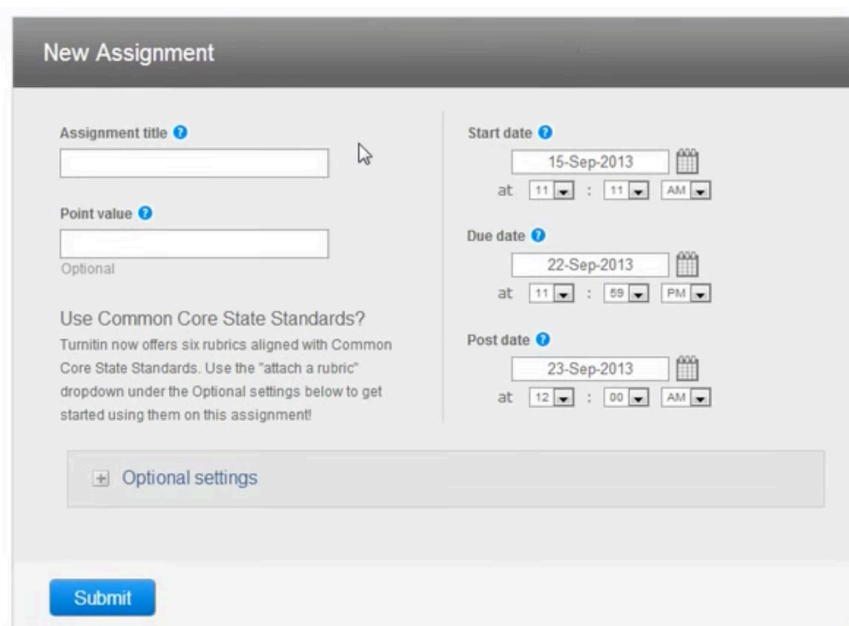 New Assignment
Assignment title ?
Point value ?
Optional
Use Common Core State Standards?
Turnitin now offers six rubrics aligned with Common
Core State Standards. Use the "attach a rubric"
dropdown under the Optional settings below to get
started using them on this assignment!
Start date ?
15-Sep-2013
at 11 : 11 AM
Due date ?
22-Sep-2013
at 11 : 59 PM
Post date ?
23-Sep-2013
at 12 : 00 AM
Optional settings
Submit